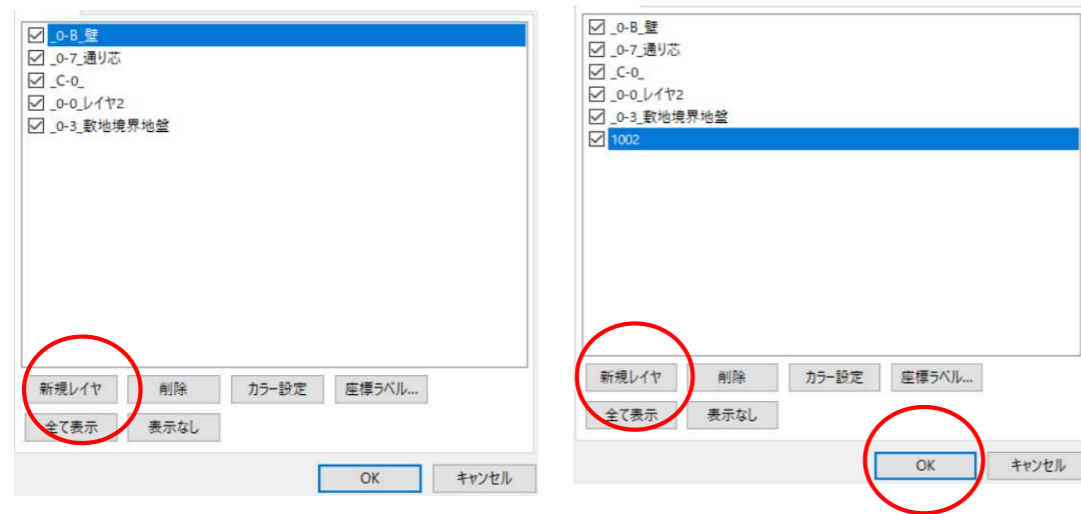 _0-B_壁
_0-7_通り芯
_C-0_
_0-0_レイヤ2
_0-3_敷地境界地盤
新規レイヤ 削除 カラー設定 座標ラベル...
全て表示 表示なし
OK キャンセル
_0-B_壁
_0-7_通り芯
_C-0_
_0-0_レイヤ2
_0-3_敷地境界地盤
1002
新規レイヤ 削除 カラー設定 座標ラベル...
全て表示 表示なし
OK キャンセル